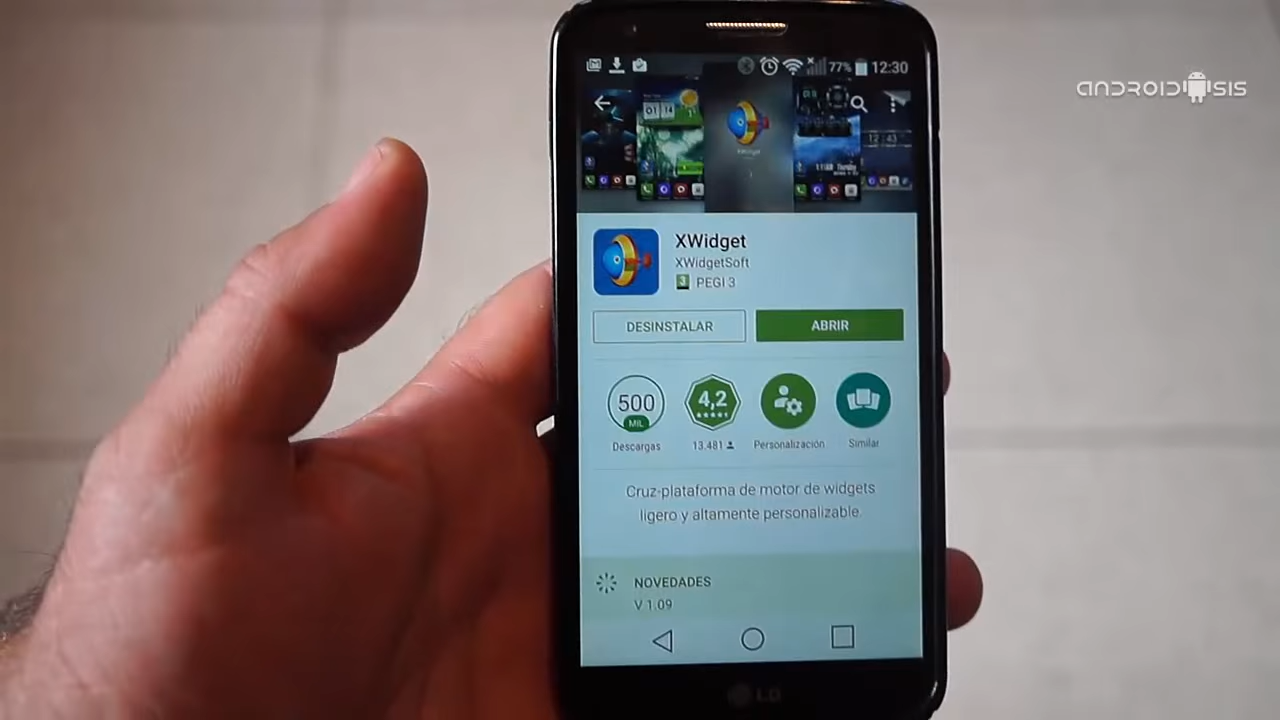 ANDROIDSIS
77% 12:30
XWidget
XWidgetSoft
3 PEGI 3
DESINSTALAR
ABRIR
500
MIL
Descargas
4,2
13.481
Personalización
Similar
Cruz-plataforma de motor de widgets
ligero y altamente personalizable.
NOVEDADES
V 1.09
LG